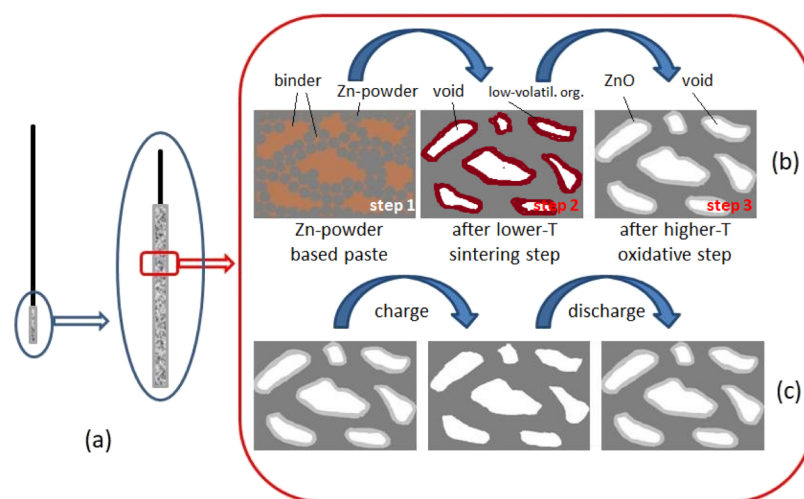 binder
Zn-powder
void
low-volatil. org.
ZnO
void
step 1
step 2
step 3
(b)
Zn-powder
based paste
after lower-T
sintering step
after higher-T
oxidative step
charge
discharge
(c)
(a)